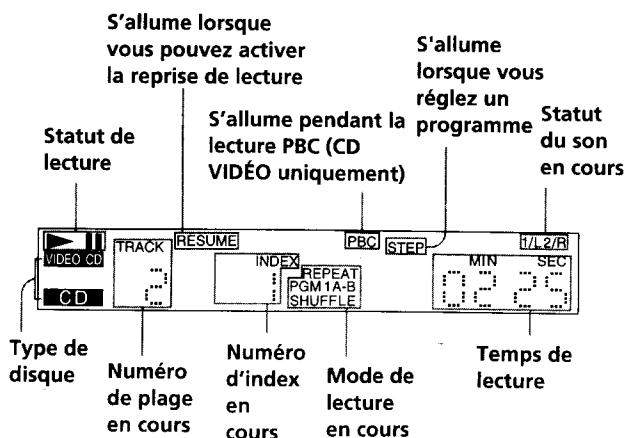 S'allume lorsque
vous pouvez activer
la reprise de lecture
S'allume
lorsque vous
réglez un
programme
S'allume pendant la
lecture PBC (CD
VIDÉO uniquement)
Statut
du son
en cours
Statut de
lecture
TRACK RESUME PBC STEP 1/L2/R
VIDEO CD INDEX MIN SEC
2 1 REPEAT 02 25
CD PGM 1A-B
SHUFFLE
Type de
disque
Numéro
de plage
en cours
Numéro
d'index
en
cours
Mode de
lecture
en cours
Temps de
lecture